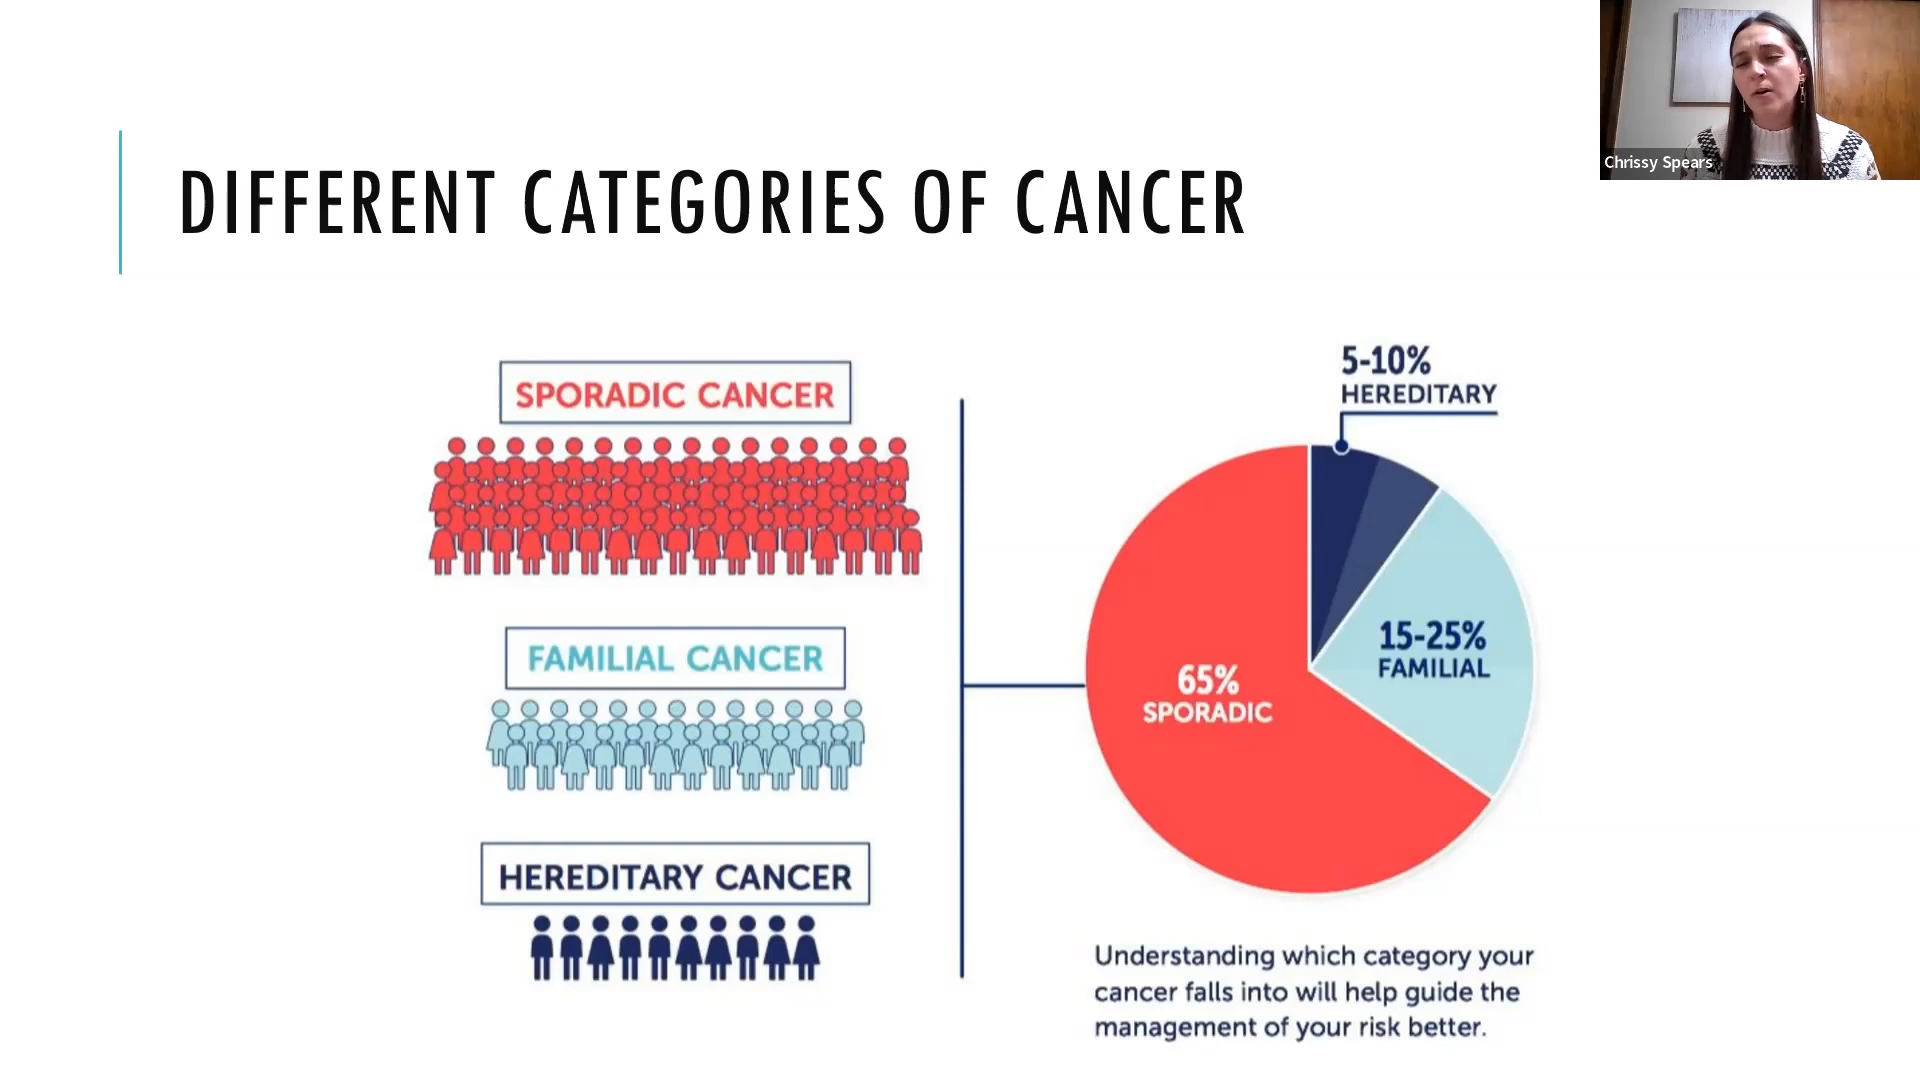 Chrissy Spears
DIFFERENT CATEGORIES OF CANCER
SPORADIC CANCER
FAMILIAL CANCER
HEREDITARY CANCER
5-10%
HEREDITARY
15-25%
FAMILIAL
65%
SPORADIC
Understanding which category your
cancer falls into will help guide the
management of your risk better.